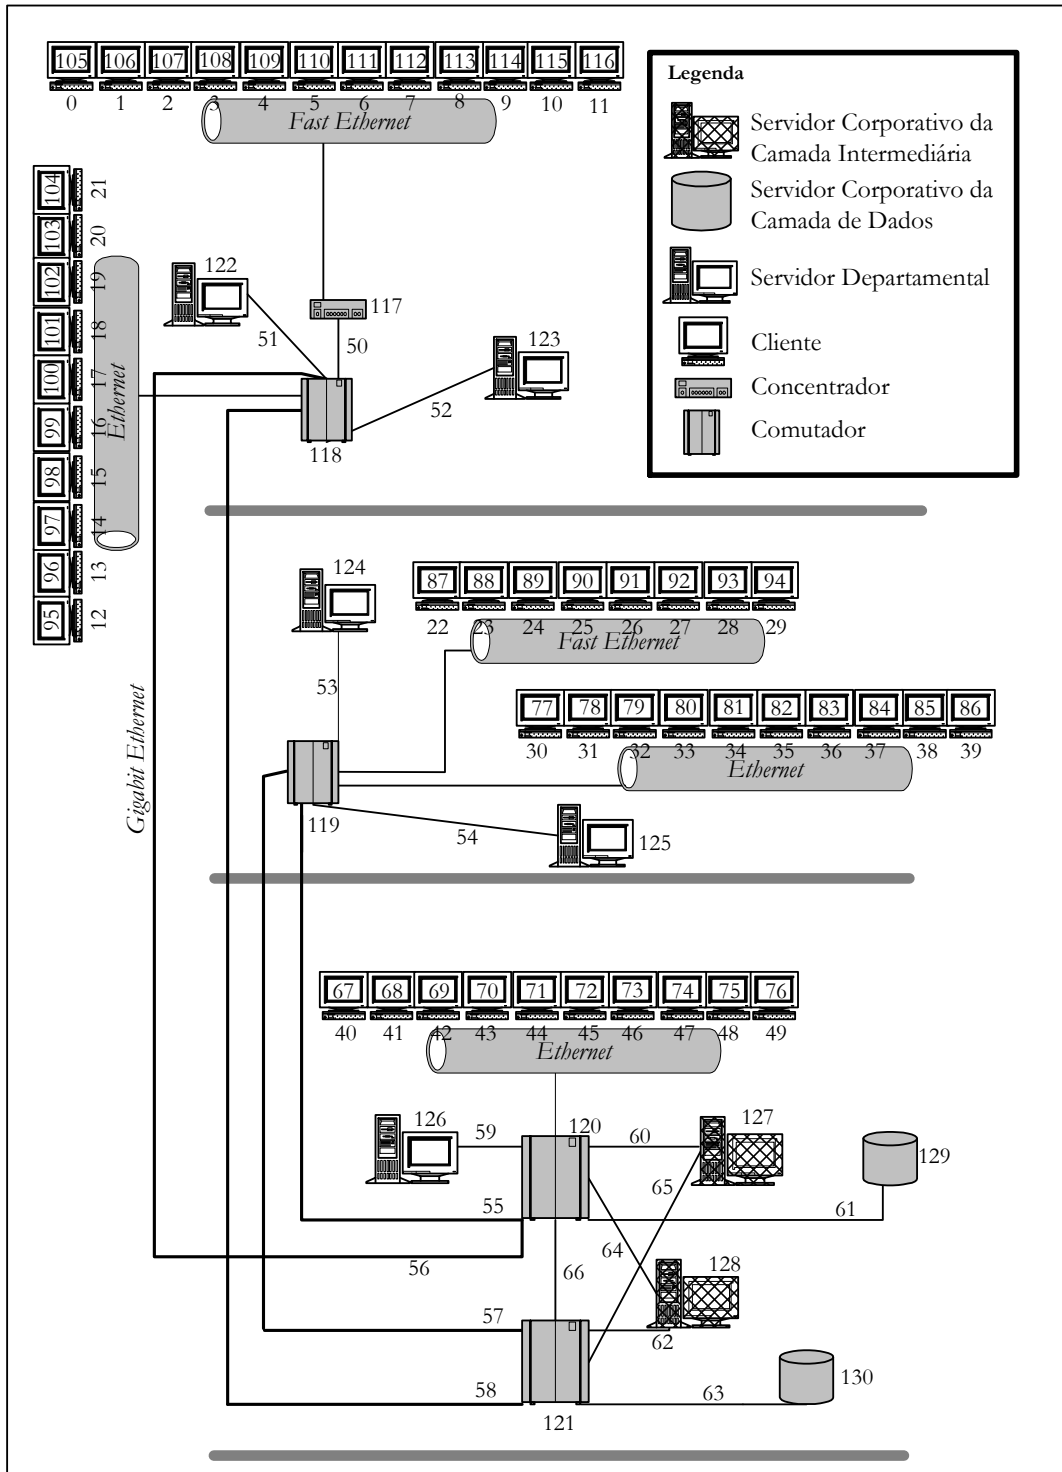 105 106 107 108 109 110 111 112 113 114 115 116
0 1 2 3 4 5 6 7 8 9 10 11
Fast Ethernet
Legenda
Servidor Corporativo da
Camada Intermediária
Servidor Corporativo da
Camada de Dados
Servidor Departamental
Cliente
Concentrador
Comutador
104 21
103 20
102 19
101 18
100 17
99 16
98 15
97 14
96 13
95 12
Ethernet
122
117
51
50
123
52
118
124
87 88 89 90 91 92 93 94
22 23 24 25 26 27 28 29
Fast Ethernet
53
77 78 79 80 81 82 83 84 85 86
30 31 32 33 34 35 36 37 38 39
Ethernet
Gigabit Ethernet
119
54
125
67 68 69 70 71 72 73 74 75 76
40 41 42 43 44 45 46 47 48 49
Ethernet
126
59
120
60
127
129
65
55
61
64
56
66
128
57
62
58
63
130
121